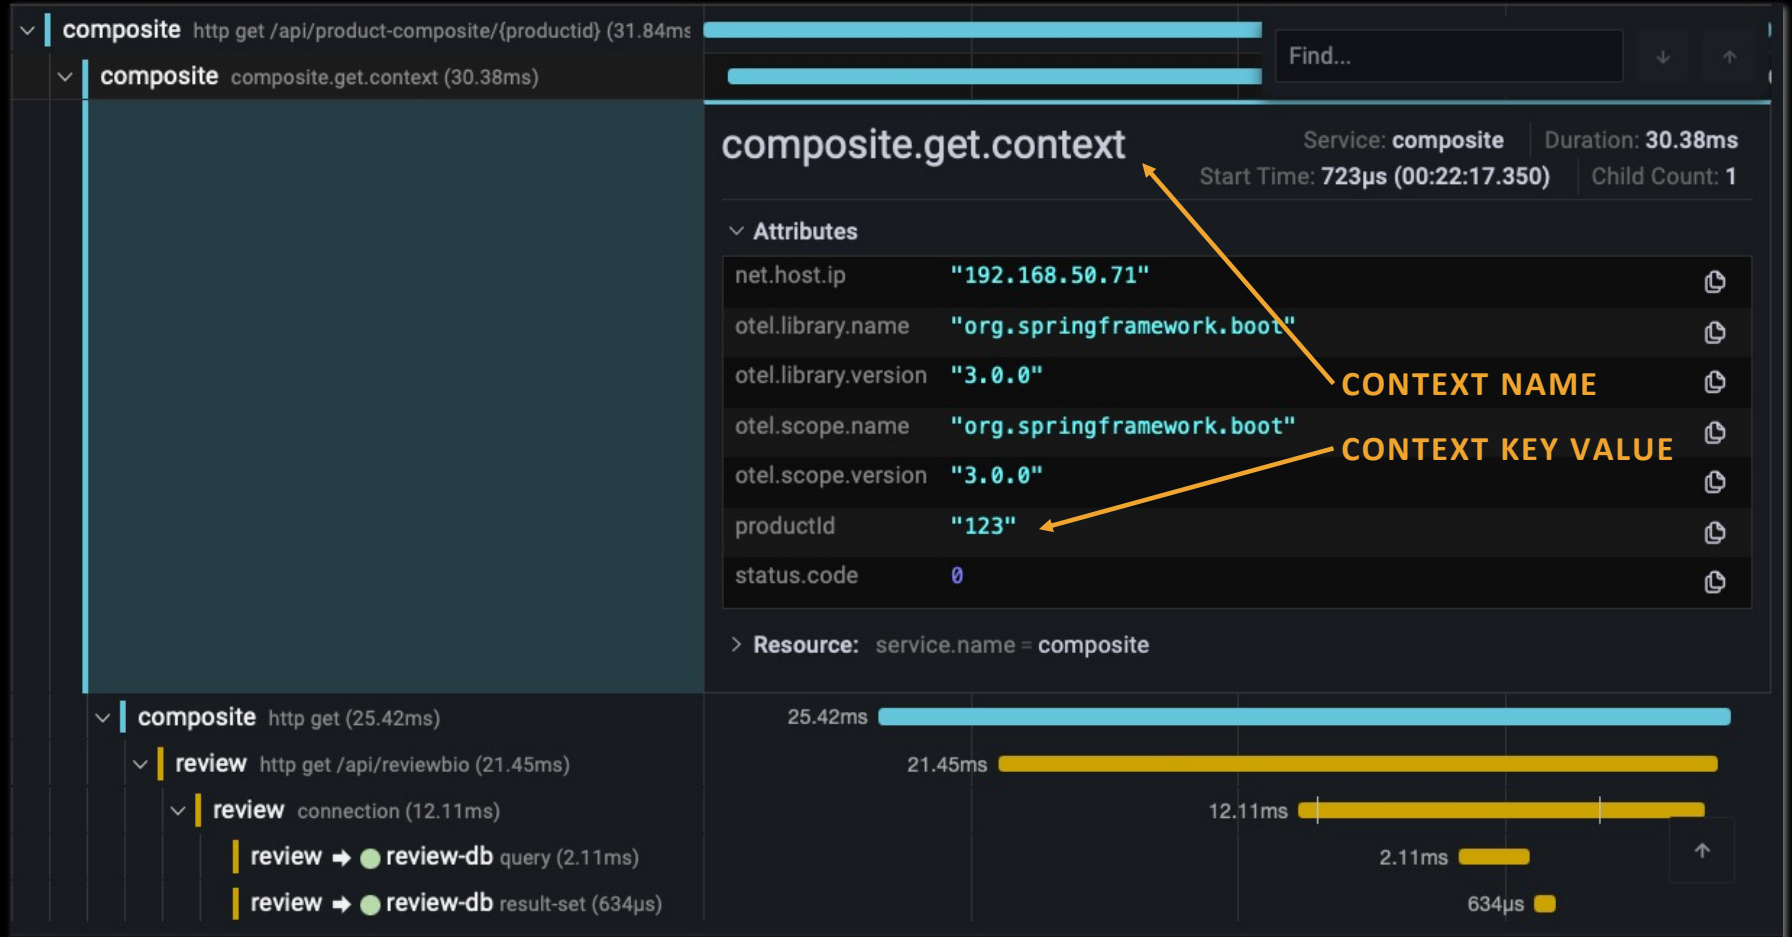 composite http get /api/product-composite/{productid} (31.84ms
Find...
composite composite.get.context (30.38ms)
composite.get.context
Service: composite Duration: 30.38ms
Start Time: 723μs (00:22:17.350) Child Count: 1
Attributes
net.host.ip "192.168.50.71"
otel.library.name "org.springframework.boot"
otel.library.version "3.0.0"
CONTEXT NAME
otel.scope.name "org.springframework.boot"
CONTEXT KEY VALUE
otel.scope.version "3.0.0"
productId "123"
status.code 0
Resource: service.name = composite
composite http get (25.42ms) 25.42ms
review http get /api/reviewbio (21.45ms) 21.45ms
review connection (12.11ms) 12.11ms
review → review-db query (2.11ms) 2.11ms
review → review-db result-set (634μs) 634μs